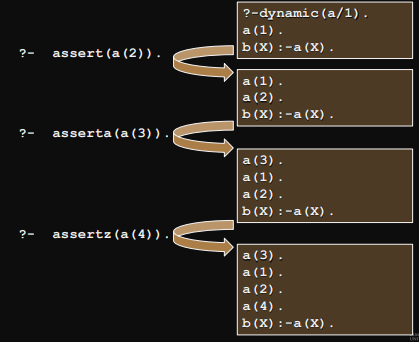 ?-dynamic(a/1).
a(1).
b(X):-a(X).
?-  assert(a(2)).
a(1).
a(2).
b(X):-a(X).
?-  asserta(a(3)).
a(3).
a(1).
a(2).
b(X):-a(X).
?-  assertz(a(4)).
a(3).
a(1).
a(2).
a(4).
b(X):-a(X).